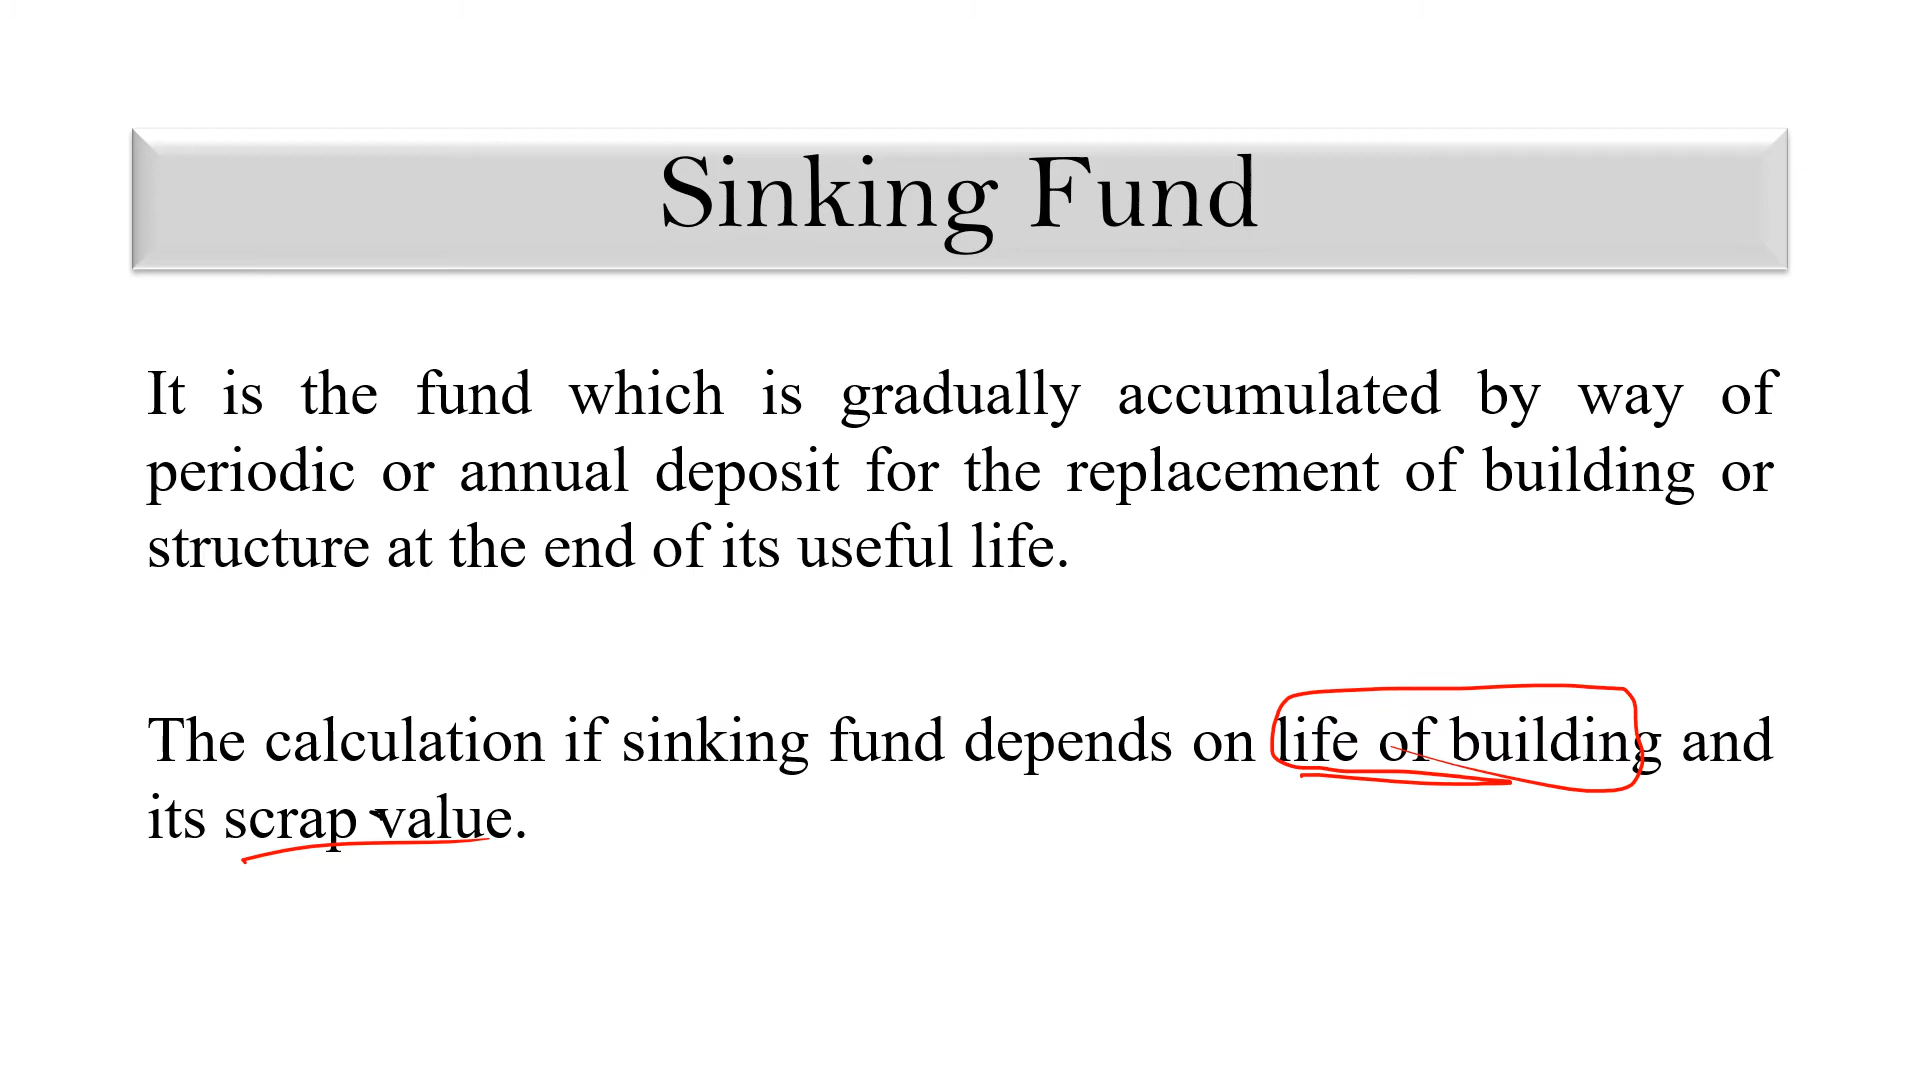 Sinking Fund
It is the fund which is gradually accumulated by way of
periodic or annual deposit for the replacement of building or
structure at the end of its useful life.
The calculation if sinking fund depends on life of building and
its scrap value.